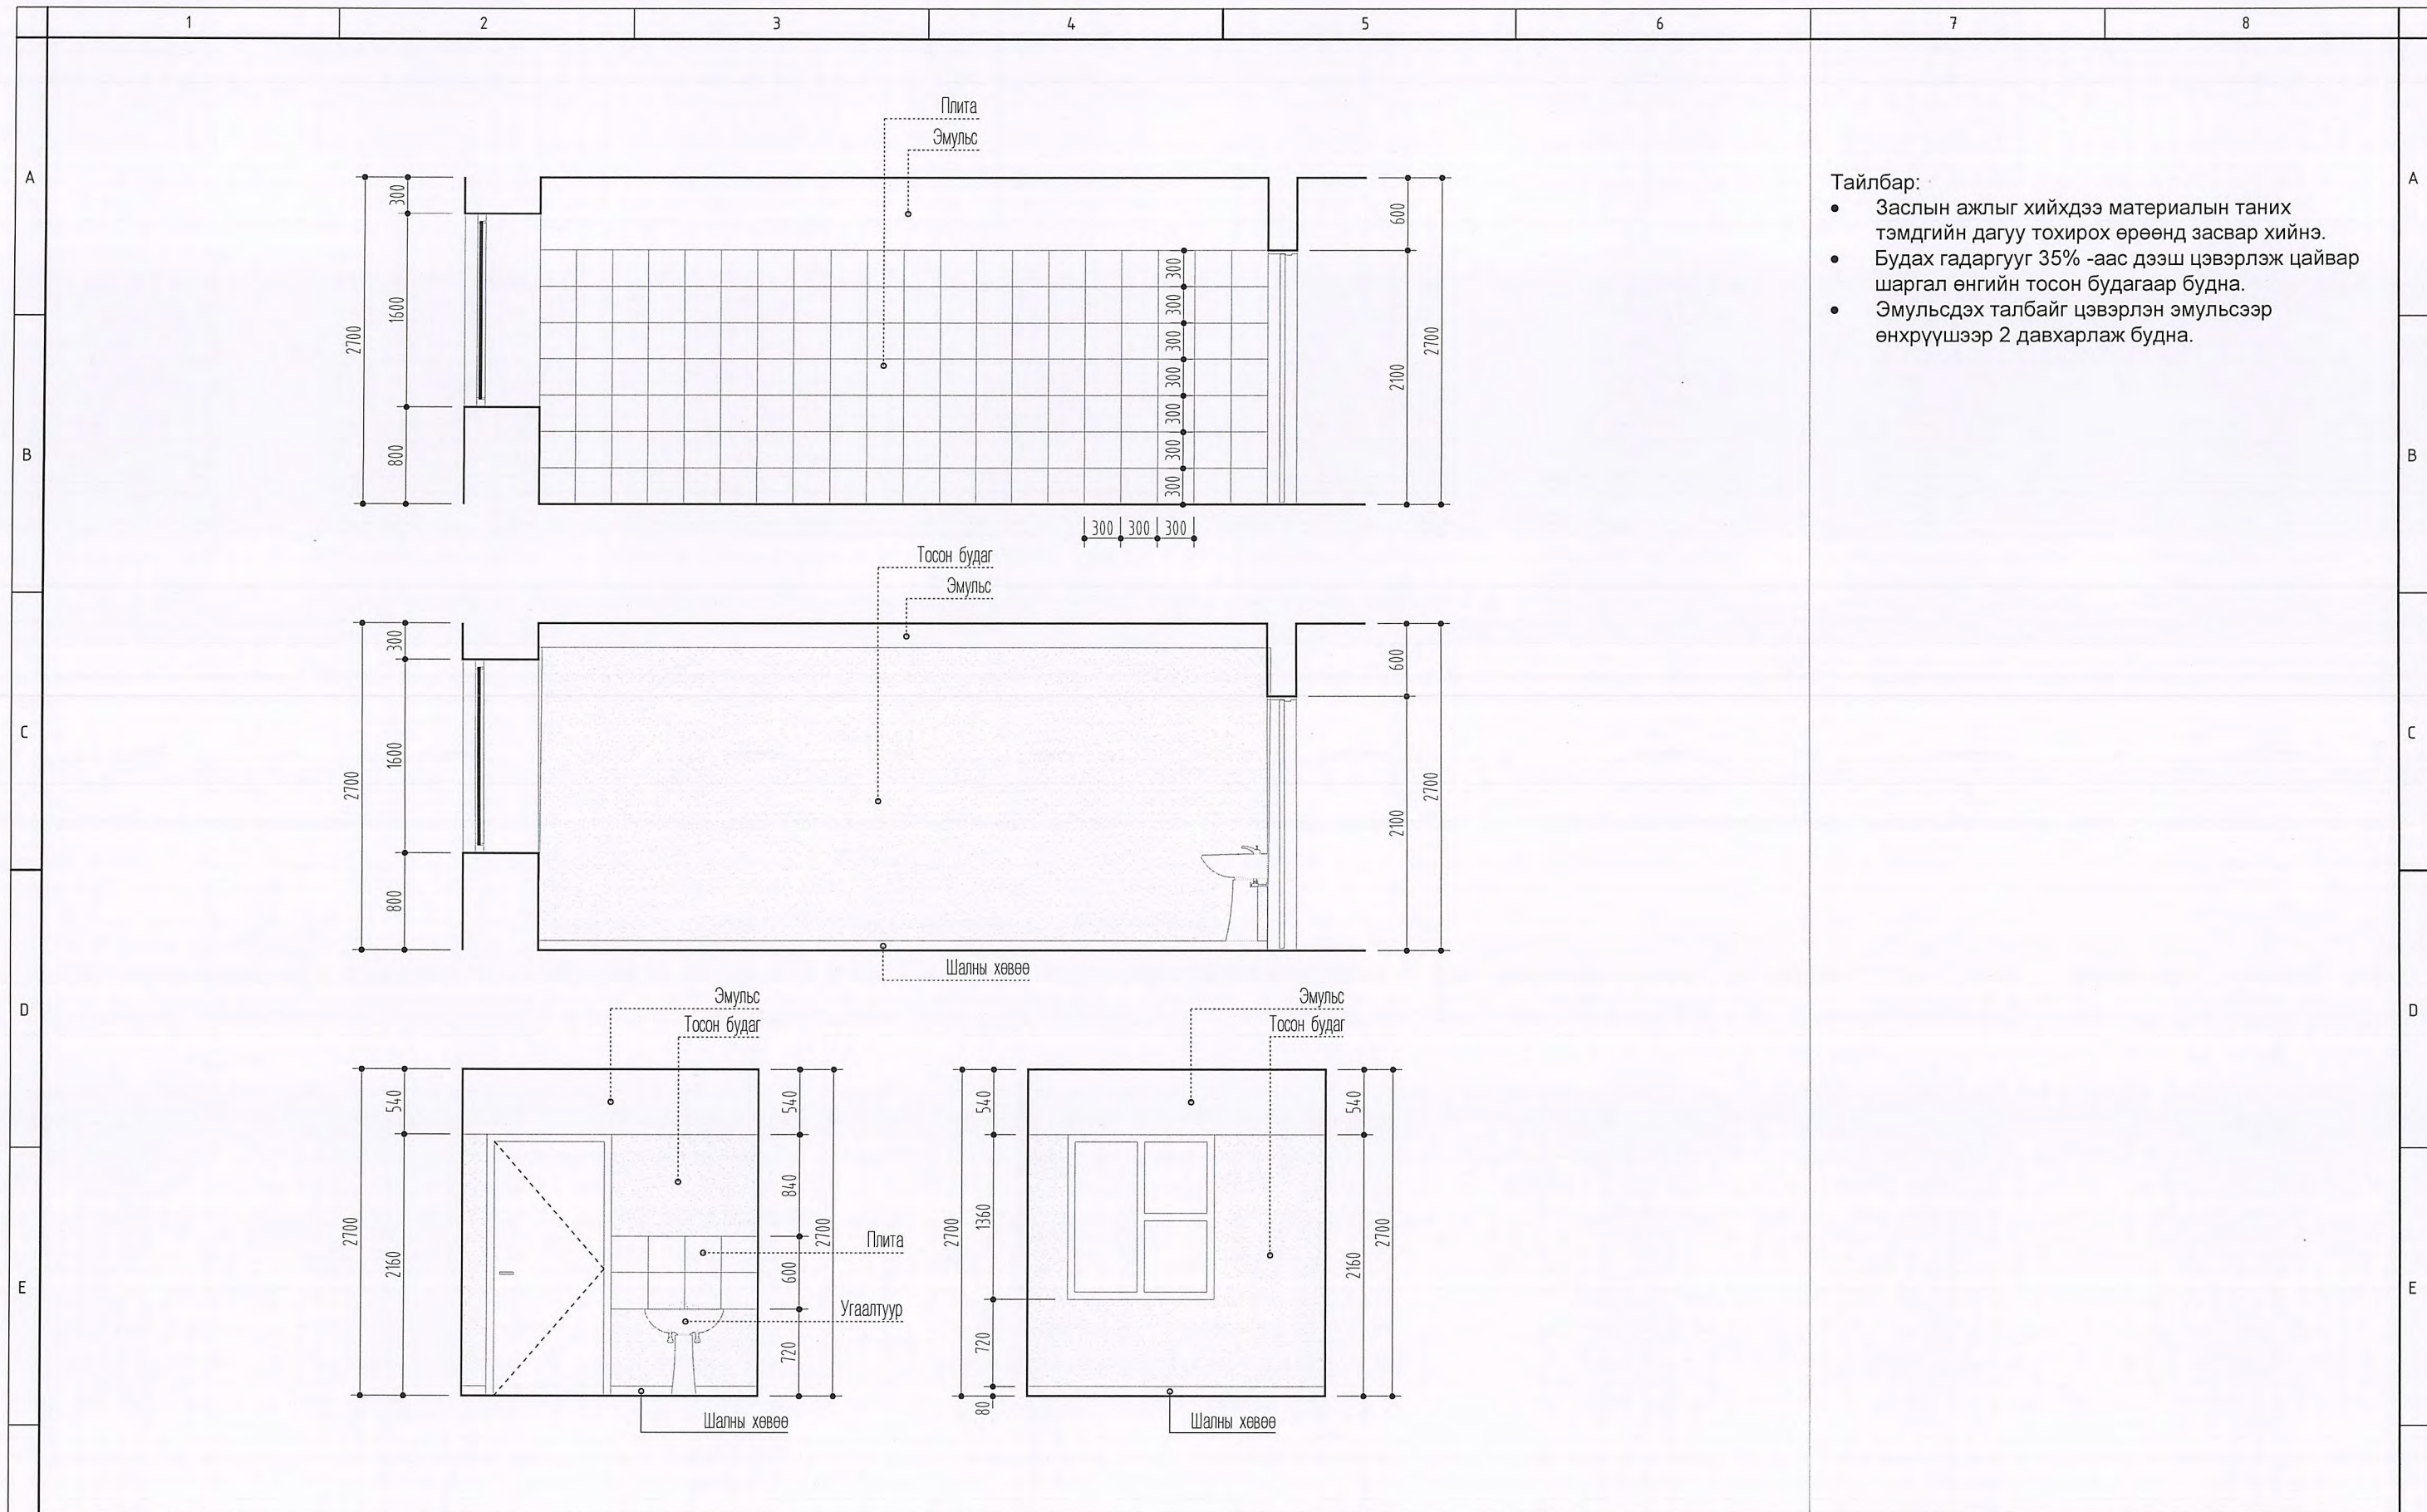 1 2 3 4 5 6 7 8
Плита
Эмульс
A
A
300
1600
800
2700
600
2100
2700
300
300
300
300
300
300
300
300 300 300
B
B
Тайлбар:
• Заслын ажлыг хийхдээ материалын таних
тэмдгийн дагуу тохирох өрөөнд засвар хийнэ.
• Будах гадаргууг 35% -аас дээш цэвэрлэж цайвар
шаргал өнгийн тосон будагаар будна.
• Эмульсдэх талбайг цэвэрлэн эмульсээр
өнхрүүшээр 2 давхарлаж будна.
Тосон будаг
Эмульс
300
1600
800
2700
600
2100
2700
C
C
Шалны хөвөө
D
D
Эмульс
Тосон будаг
540
2160
2700
540
840
600
720
2700
Плита
Угаалтуур
Шалны хөвөө
Эмульс
Тосон будаг
2700
540
1360
720
80
540
2160
2700
Шалны хөвөө
E
E